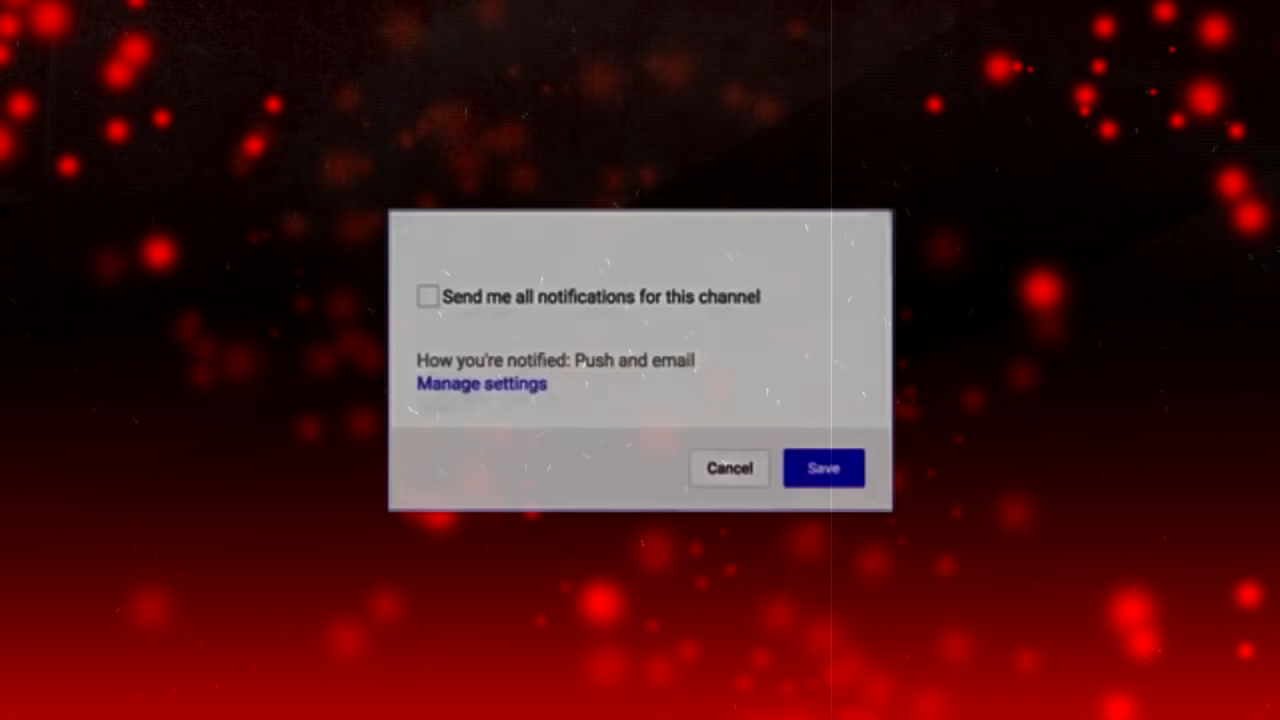 Send me all notifications for this channel
How you're notified: Push and email
Manage settings
Cancel
Save